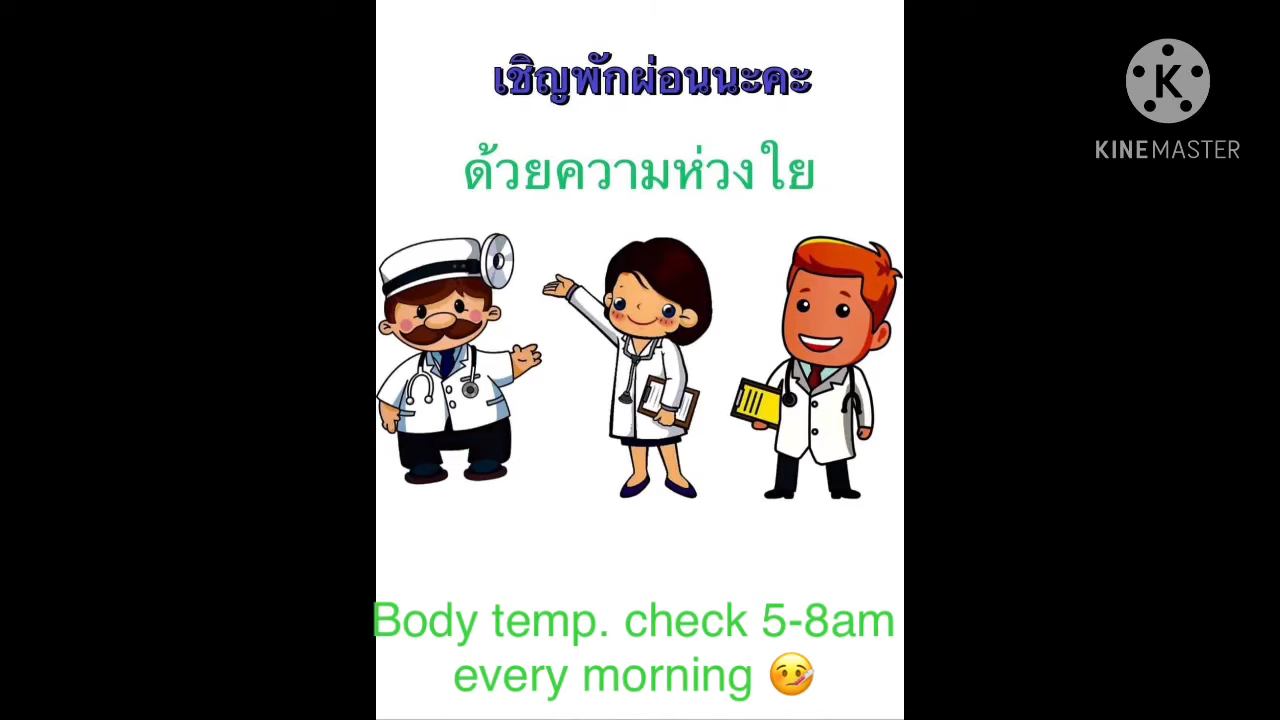 เชิญพักผ่อนนะคะ
ด้วยความห่วงใย
K
KINEMASTER
Body temp. check 5-8am
every morning 🤒